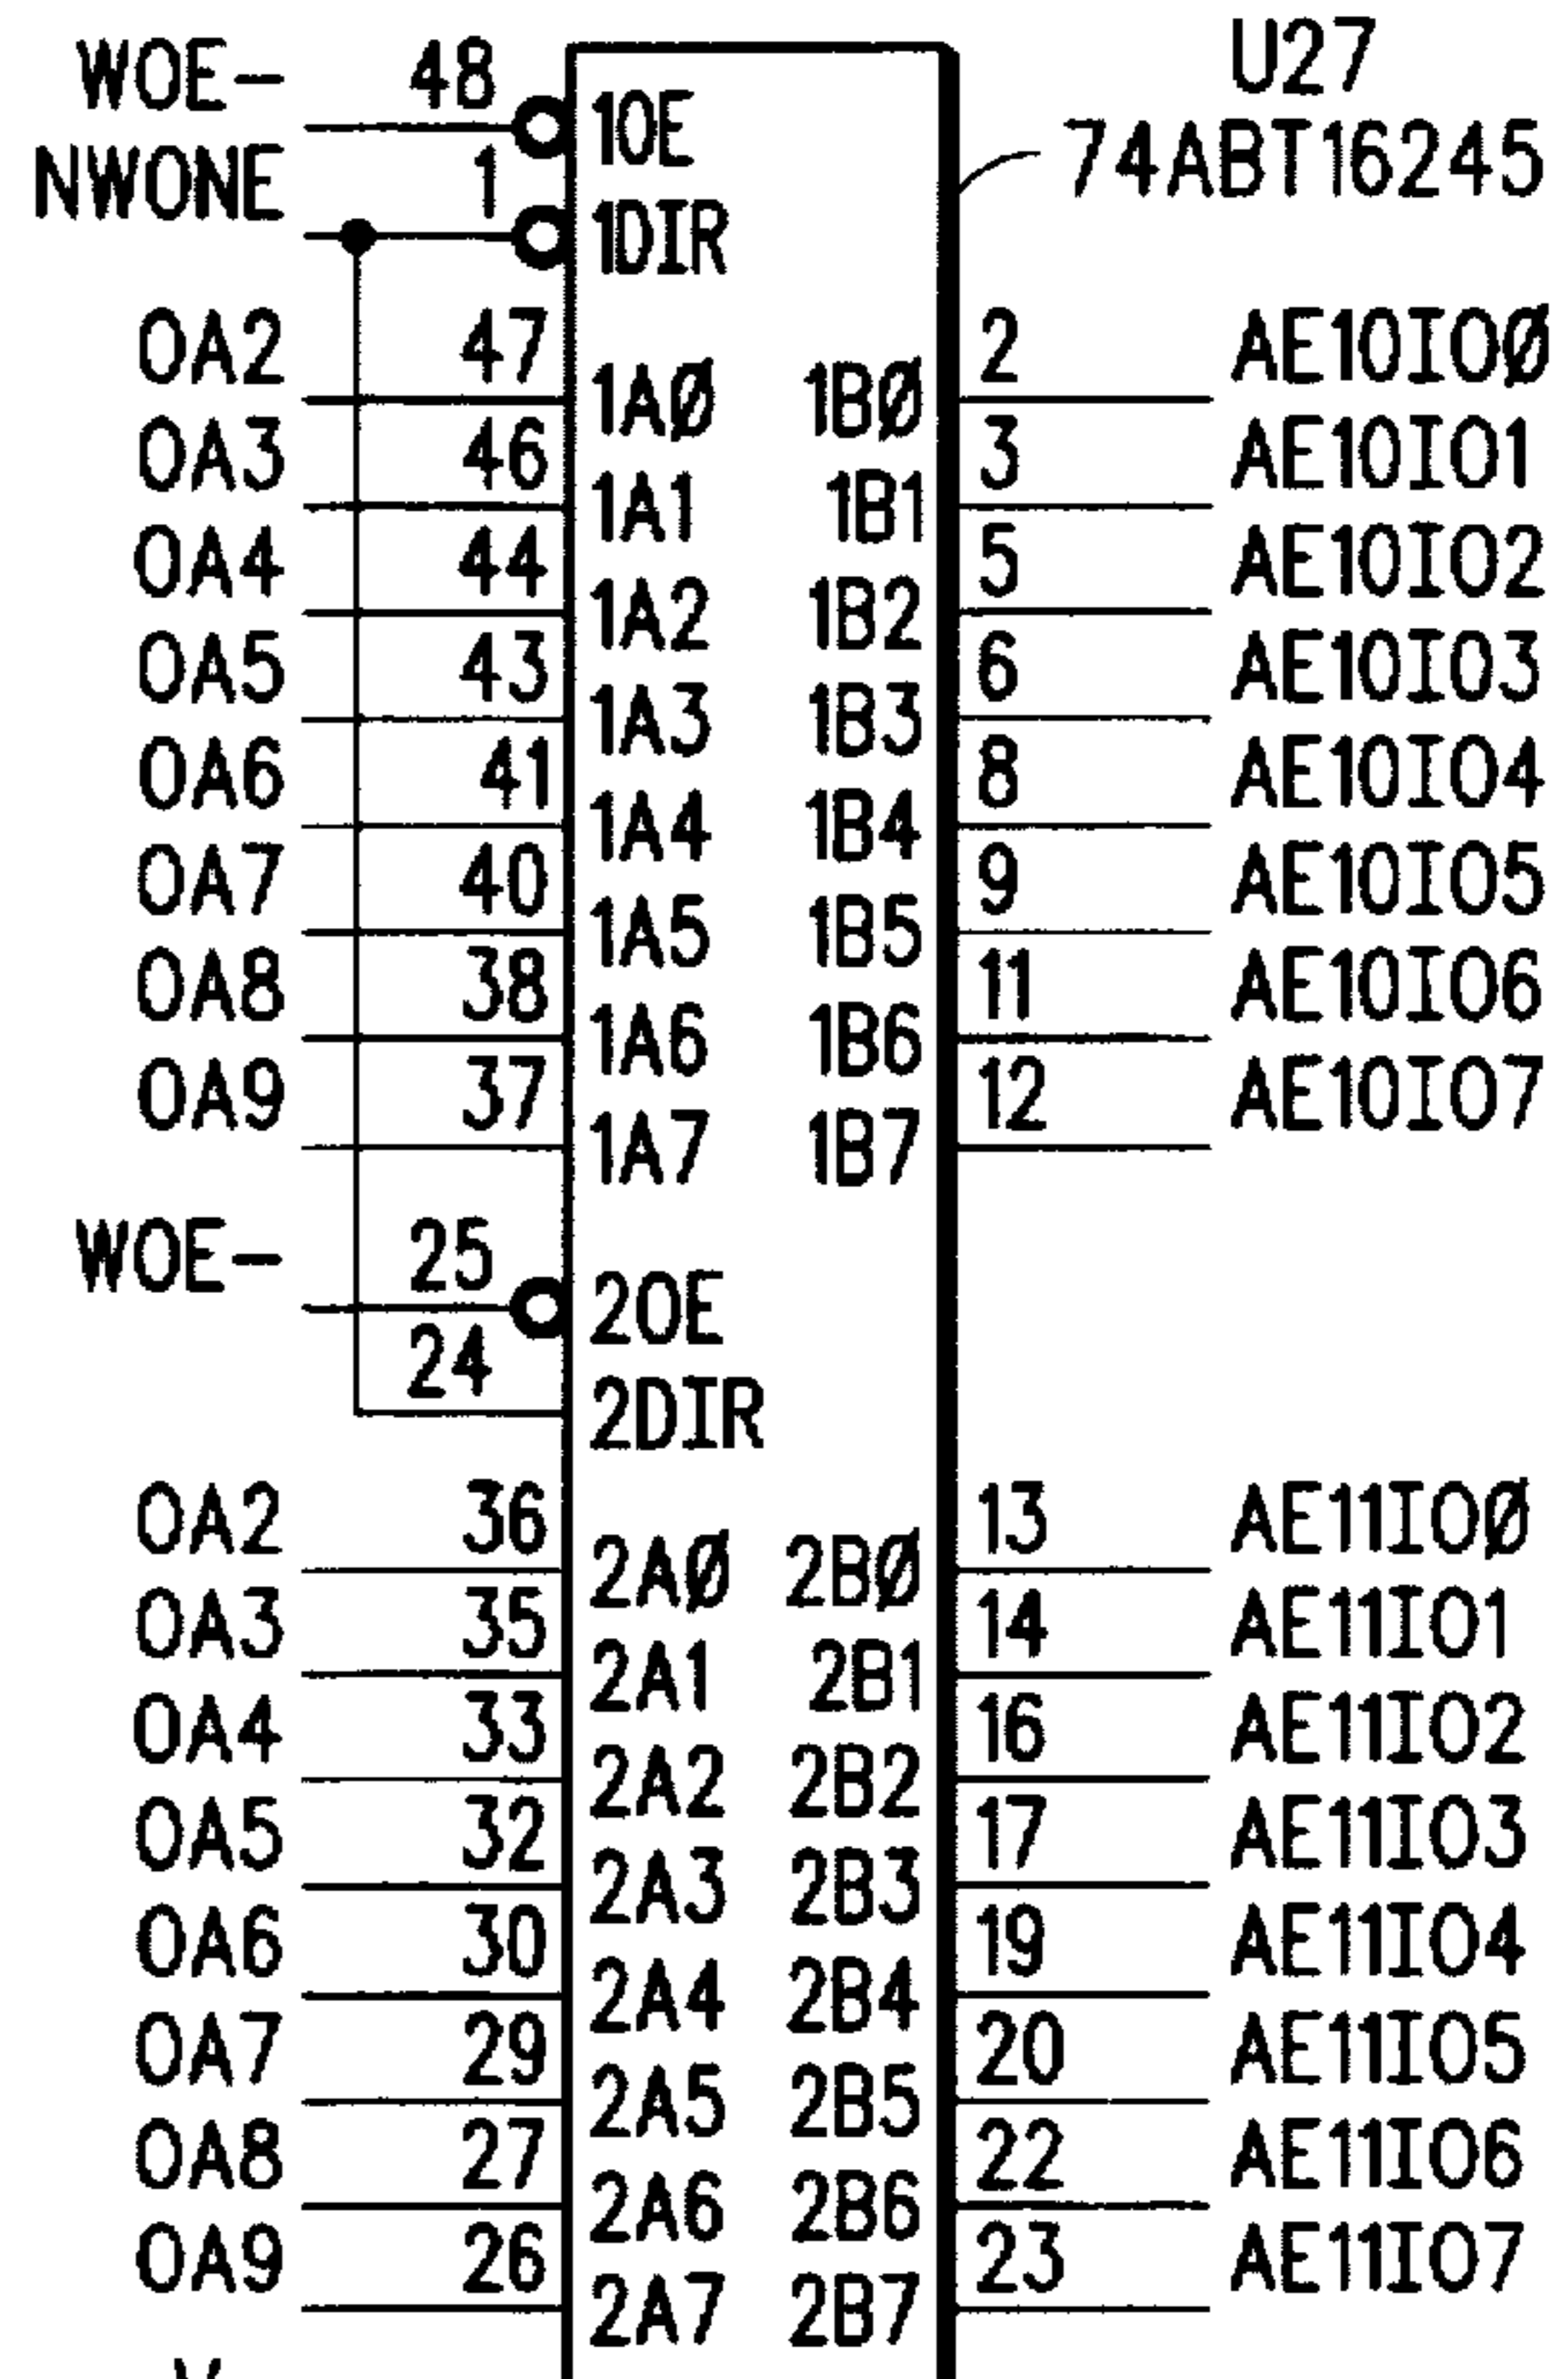 U27
74ABT16245
WOE- 48 1OE
NWONE 1 1DIR
OA2 47 1AØ 1BØ 2 AE10IOØ
OA3 46 1A1 1B1 3 AE10IO1
OA4 44 1A2 1B2 5 AE10IO2
OA5 43 1A3 1B3 6 AE10IO3
OA6 41 1A4 1B4 8 AE10IO4
OA7 40 1A5 1B5 9 AE10IO5
OA8 38 1A6 1B6 11 AE10IO6
OA9 37 1A7 1B7 12 AE10IO7
WOE- 25 2OE
24 2DIR
OA2 36 2AØ 2BØ 13 AE11IOØ
OA3 35 2A1 2B1 14 AE11IO1
OA4 33 2A2 2B2 16 AE11IO2
OA5 32 2A3 2B3 17 AE11IO3
OA6 30 2A4 2B4 19 AE11IO4
OA7 29 2A5 2B5 20 AE11IO5
OA8 27 2A6 2B6 22 AE11IO6
OA9 26 2A7 2B7 23 AE11IO7